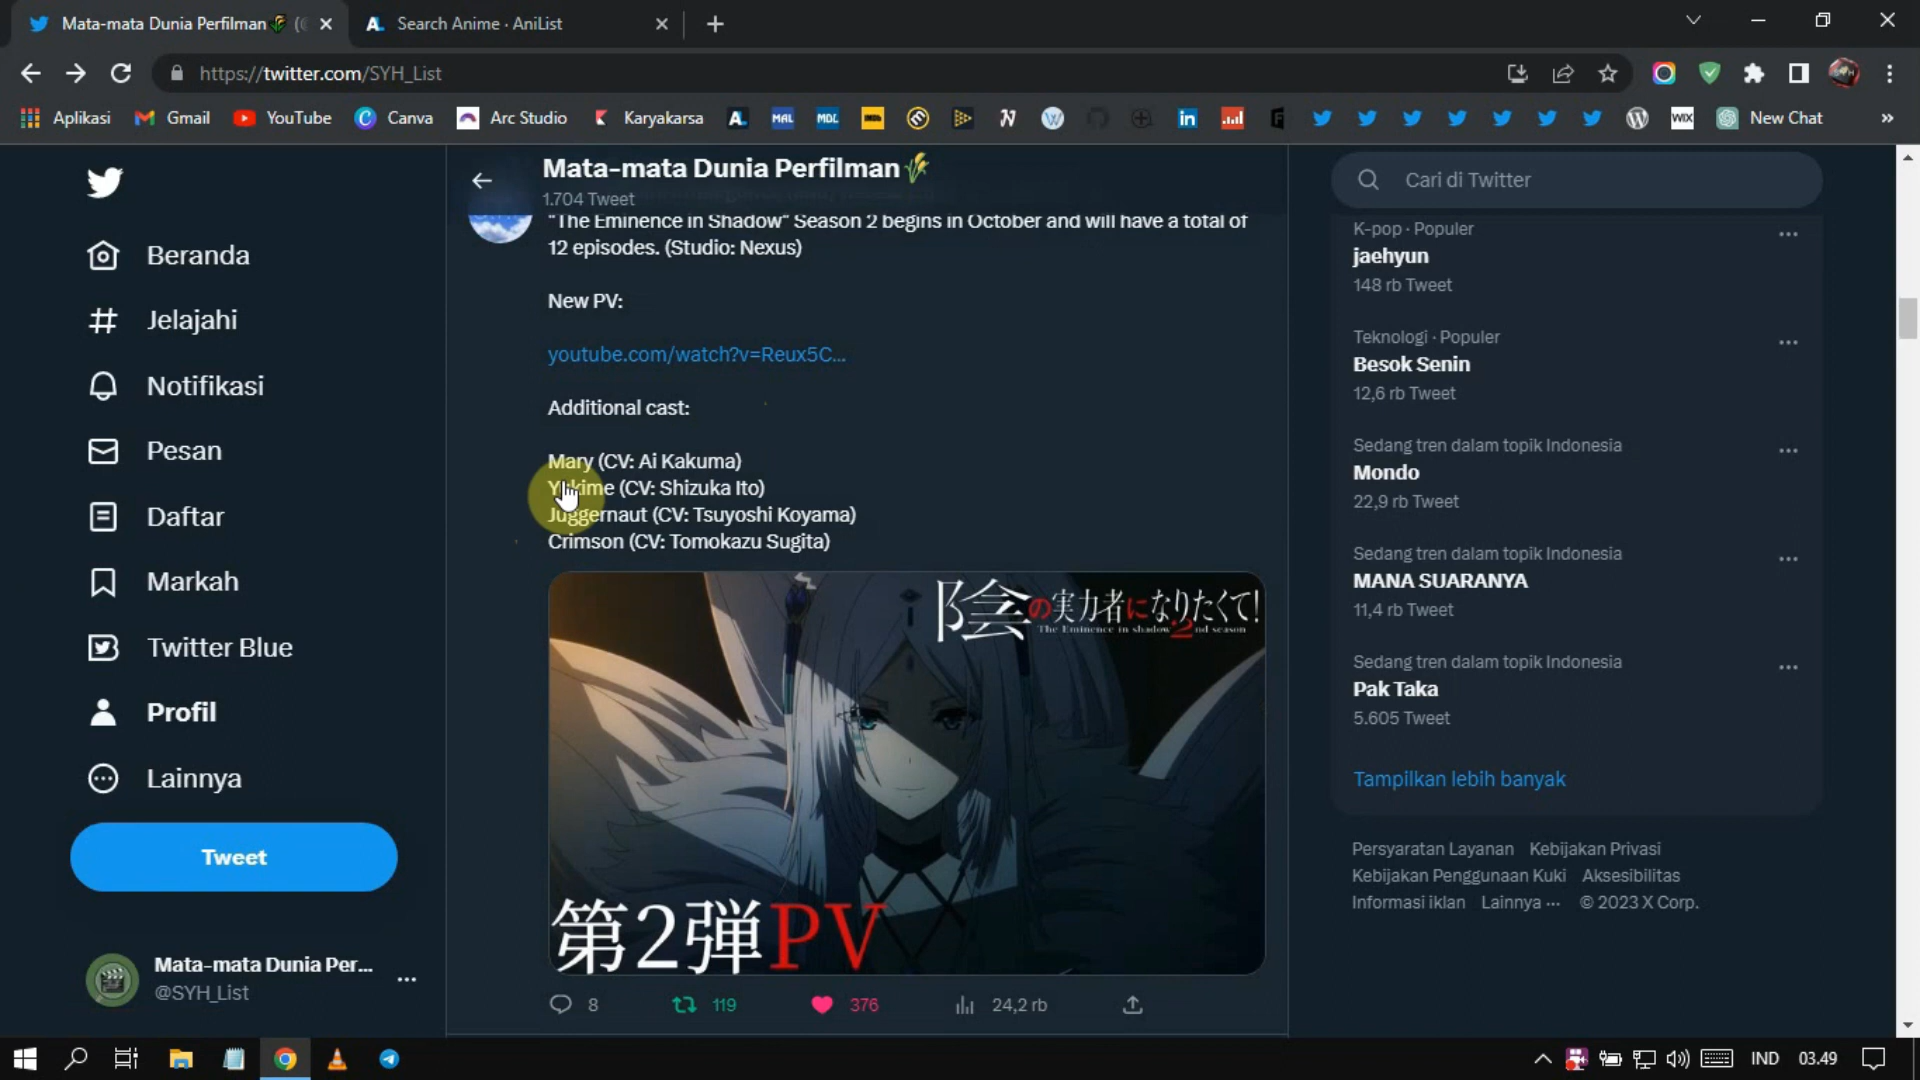 Mata-mata Dunia Perfilman🌾 (@
Search Anime · AniList
https://twitter.com/SYH_List
Aplikasi
Gmail
YouTube
Canva
Arc Studio
Karyakarsa
MAL
MDL
WIX
New Chat
Beranda
Jelajahi
Notifikasi
Pesan
Daftar
Markah
Twitter Blue
Profil
Lainnya
Tweet
Mata-mata Dunia Per...
@SYH_List
Mata-mata Dunia Perfilman🌾
1.704 Tweet
"The Eminence in Shadow" Season 2 begins in October and will have a total of
12 episodes. (Studio: Nexus)
New PV:
youtube.com/watch?v=Reux5C...
Additional cast:
Mary (CV: Ai Kakuma)
Yukime (CV: Shizuka Ito)
Juggernaut (CV: Tsuyoshi Koyama)
Crimson (CV: Tomokazu Sugita)
陰の実力者になりたくて!
The Eminence in shadow 2nd season
第2弾PV
8
119
376
24,2 rb
Cari di Twitter
K-pop · Populer
jaehyun
148 rb Tweet
Teknologi · Populer
Besok Senin
12,6 rb Tweet
Sedang tren dalam topik Indonesia
Mondo
22,9 rb Tweet
Sedang tren dalam topik Indonesia
MANA SUARANYA
11,4 rb Tweet
Sedang tren dalam topik Indonesia
Pak Taka
5.605 Tweet
Tampilkan lebih banyak
Persyaratan Layanan Kebijakan Privasi
Kebijakan Penggunaan Kuki Aksesibilitas
Informasi iklan Lainnya ··· © 2023 X Corp.
IND
03.49